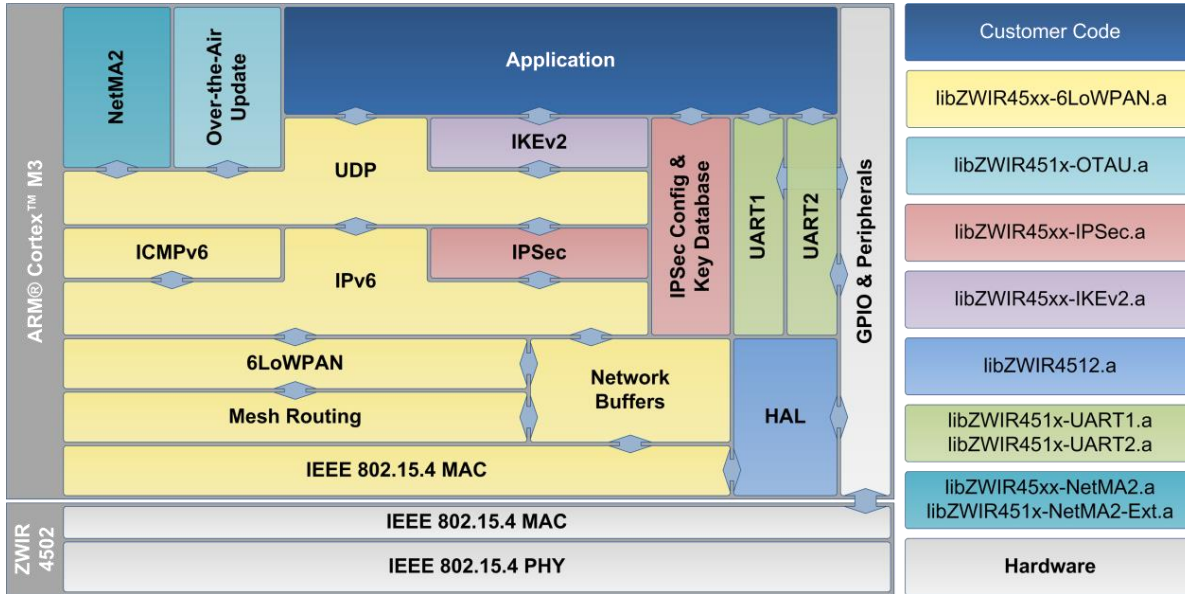 ARM® Cortex™ M3
NetMA2
Over-the-Air
Update
Application
UDP
IKEv2
ICMPv6
IPv6
IPSec
IPSec Config &
Key Database
UART1
UART2
GPIO & Peripherals
6LoWPAN
Mesh Routing
Network
Buffers
HAL
IEEE 802.15.4 MAC
ZWIR
4502
IEEE 802.15.4 MAC
IEEE 802.15.4 PHY
Customer Code
libZWIR45xx-6LoWPAN.a
libZWIR451x-OTAU.a
libZWIR45xx-IPSec.a
libZWIR45xx-IKEv2.a
libZWIR4512.a
libZWIR451x-UART1.a
libZWIR451x-UART2.a
libZWIR45xx-NetMA2.a
libZWIR451x-NetMA2-Ext.a
Hardware